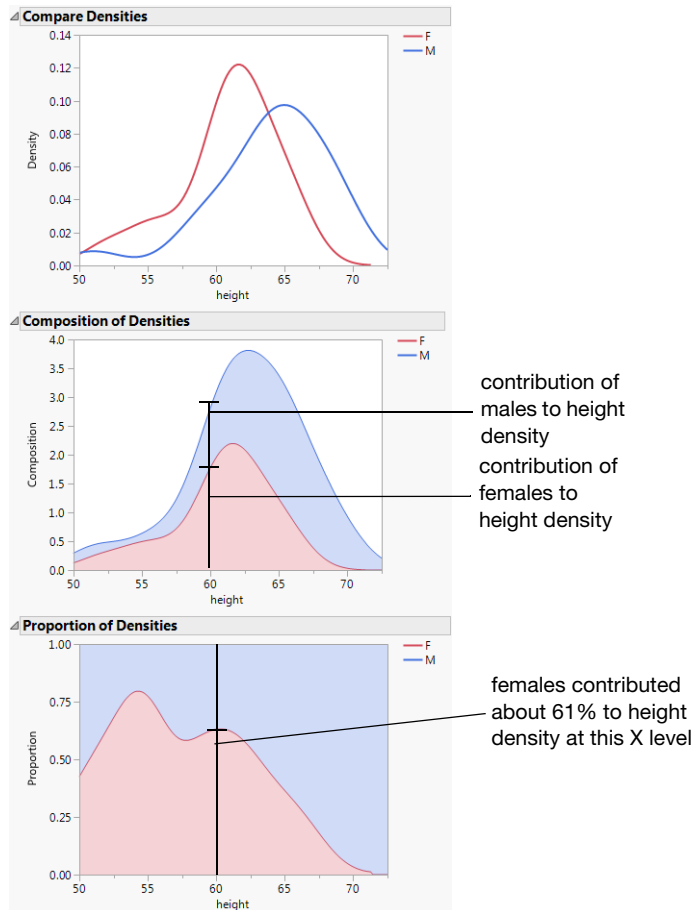 Compare Densities
F
M
0.14
0.12
0.10
0.08
0.06
0.04
0.02
0.00
Density
50
55
60
65
70
height
Composition of Densities
F
M
4.0
3.5
3.0
2.5
2.0
1.5
1.0
0.5
0.0
Composition
50
55
60
65
70
height
contribution of
males to height
density
contribution of
females to
height density
Proportion of Densities
F
M
1.00
0.75
0.50
0.25
0.00
Proportion
50
55
60
65
70
height
females contributed
about 61% to height
density at this X level